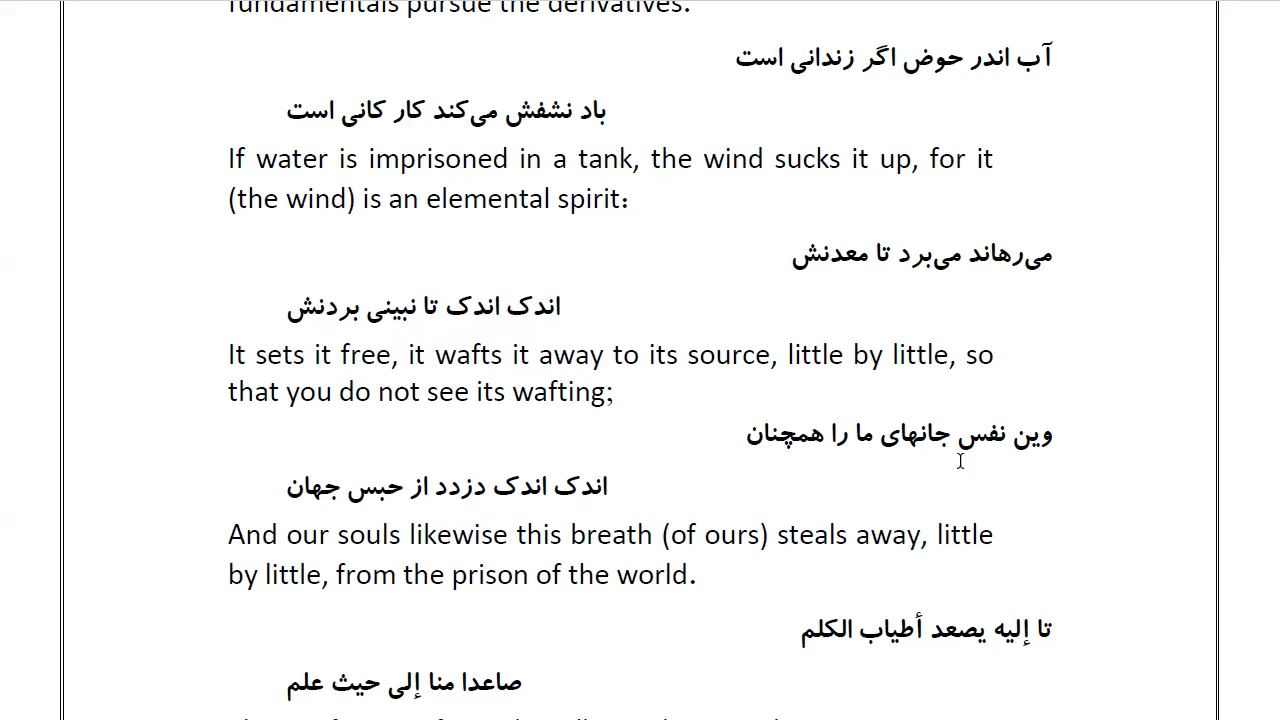 fundamentals pursue the derivatives.
آب اندر حوض اگر زندانی است
باد نشفش می‌کند کار کانی است
If water is imprisoned in a tank, the wind sucks it up, for it
(the wind) is an elemental spirit:
می‌رهاند می‌برد تا معدنش
اندک اندک تا نبینی بردنش
It sets it free, it wafts it away to its source, little by little, so
that you do not see its wafting;
وین نفس جانهای ما را همچنان
اندک اندک دزدد از حبس جهان
And our souls likewise this breath (of ours) steals away, little
by little, from the prison of the world.
تا إلیه یصعد أطیاب الکلم
صاعدا منا إلی حیث علم